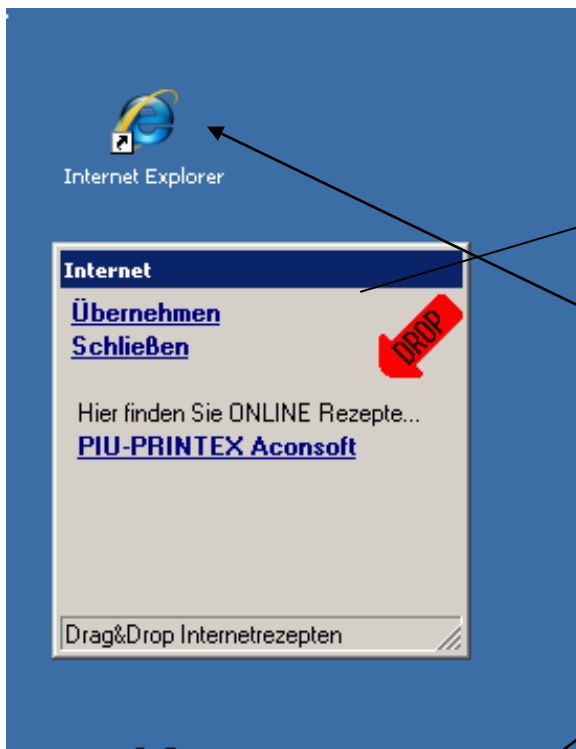 Internet Explorer
Internet
Übernehmen
Schließen
DROP
Hier finden Sie ONLINE Rezepte...
PIU-PRINTEX Aconsoft
Drag&Drop Internetrezepten